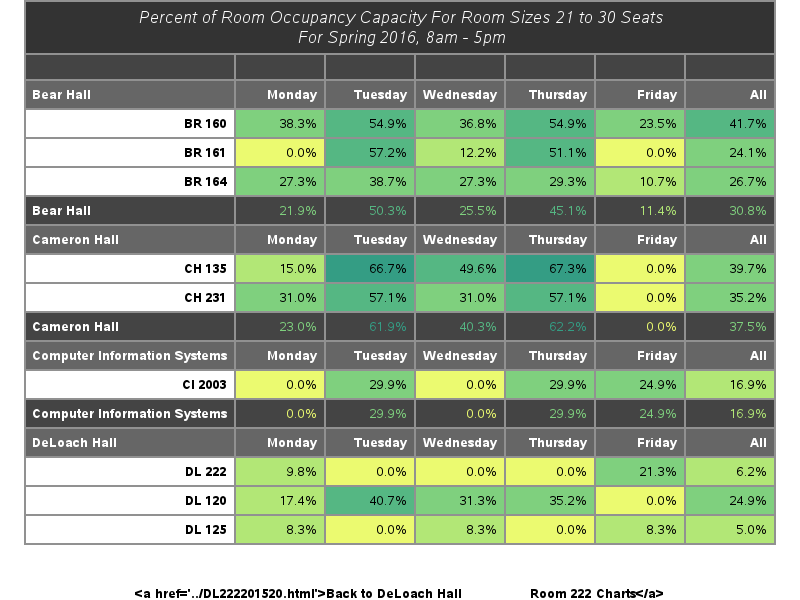 Percent of Room Occupancy Capacity For Room Sizes 21 to 30 Seats
For Spring 2016, 8am - 5pm
Bear Hall Monday Tuesday Wednesday Thursday Friday All
BR 160 38.3% 54.9% 36.8% 54.9% 23.5% 41.7%
BR 161 0.0% 57.2% 12.2% 51.1% 0.0% 24.1%
BR 164 27.3% 38.7% 27.3% 29.3% 10.7% 26.7%
Bear Hall 21.9% 50.3% 25.5% 45.1% 11.4% 30.8%
Cameron Hall Monday Tuesday Wednesday Thursday Friday All
CH 135 15.0% 66.7% 49.6% 67.3% 0.0% 39.7%
CH 231 31.0% 57.1% 31.0% 57.1% 0.0% 35.2%
Cameron Hall 23.0% 61.9% 40.3% 62.2% 0.0% 37.5%
Computer Information Systems Monday Tuesday Wednesday Thursday Friday All
CI 2003 0.0% 29.9% 0.0% 29.9% 24.9% 16.9%
Computer Information Systems 0.0% 29.9% 0.0% 29.9% 24.9% 16.9%
DeLoach Hall Monday Tuesday Wednesday Thursday Friday All
DL 222 9.8% 0.0% 0.0% 0.0% 21.3% 6.2%
DL 120 17.4% 40.7% 31.3% 35.2% 0.0% 24.9%
DL 125 8.3% 0.0% 8.3% 0.0% 8.3% 5.0%
<a href='../DL222201520.html'>Back to DeLoach Hall Room 222 Charts</a>